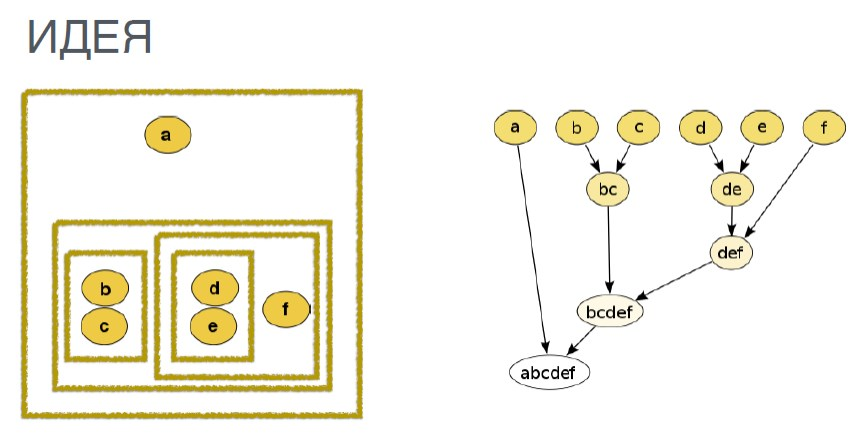 ИДЕЯ
a
b
c
d
e
f
a b c d e f
bc de
def
bcdef
abcdef